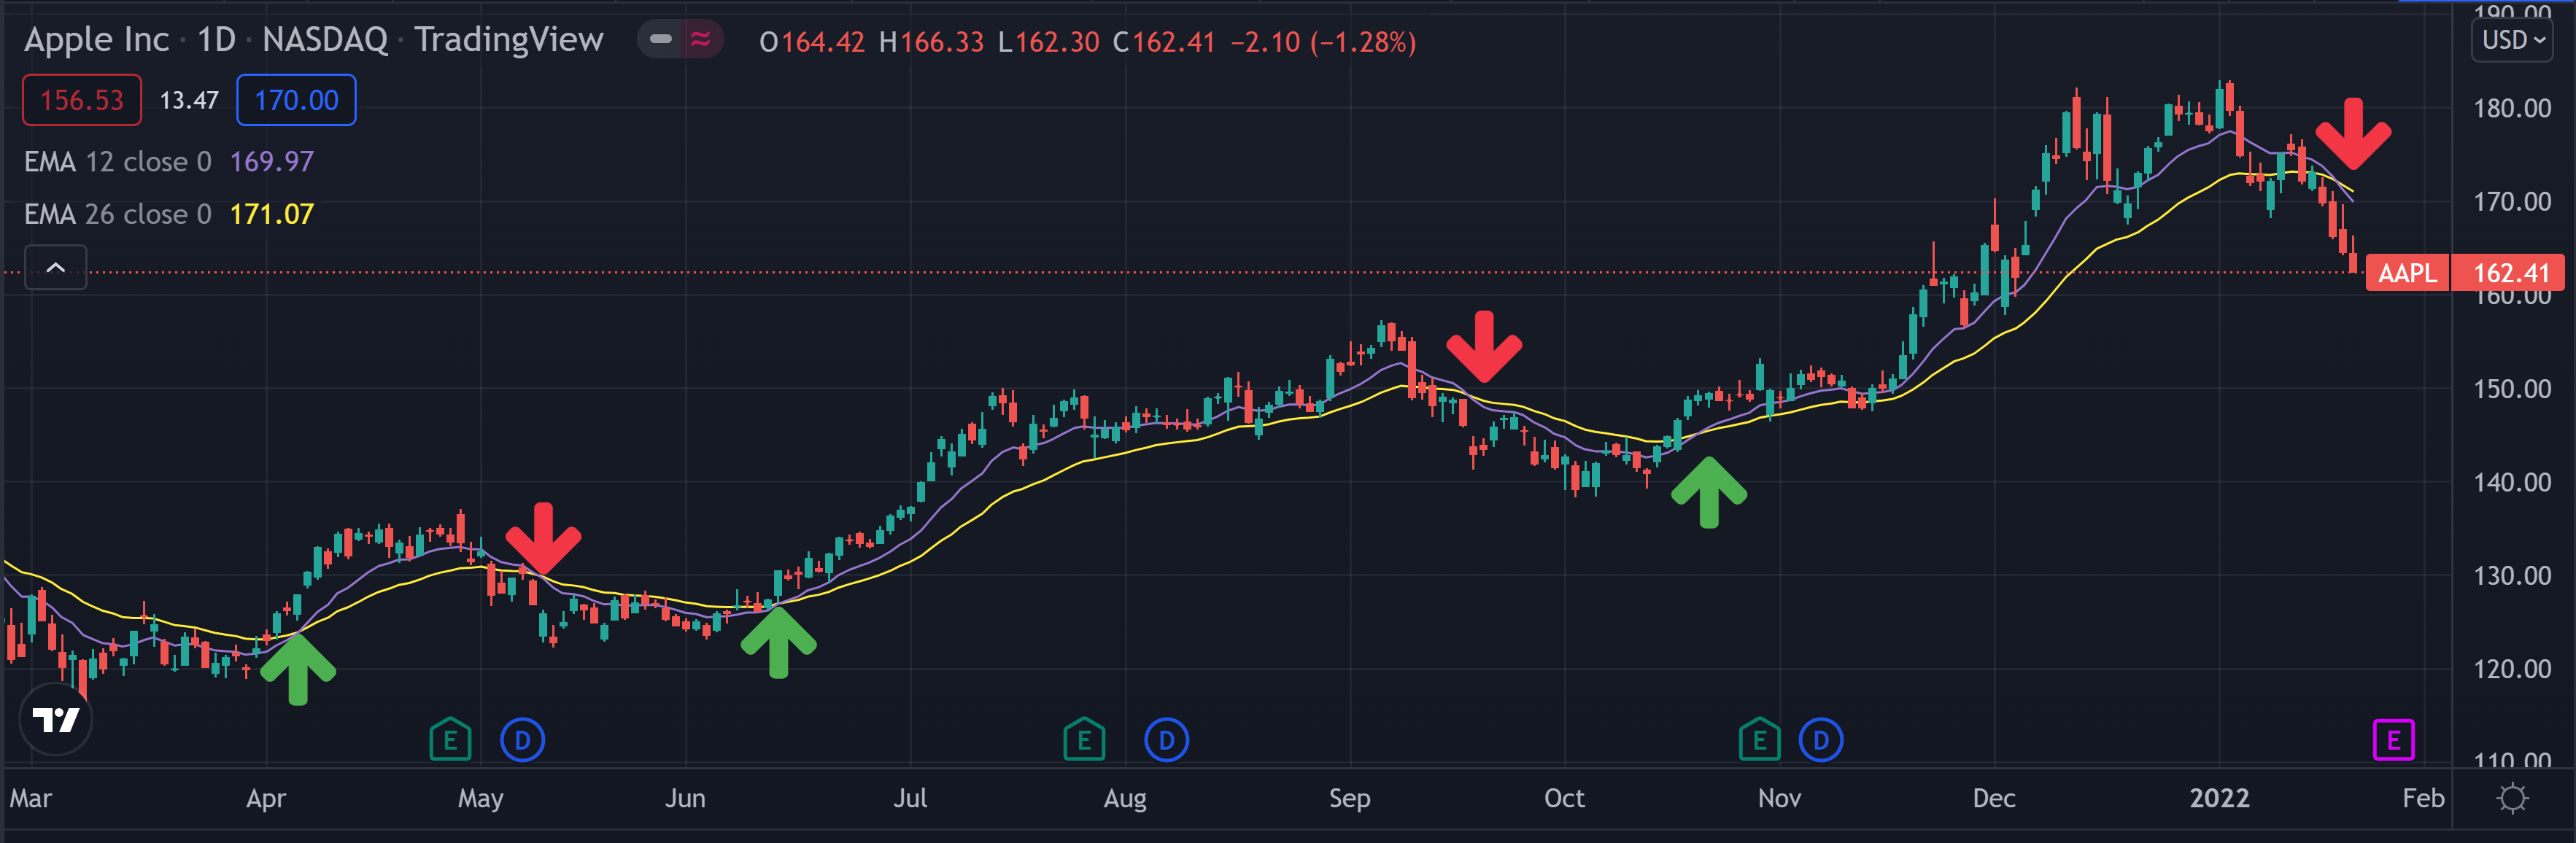 Apple Inc · 1D · NASDAQ · TradingView O164.42 H166.33 L162.30 C162.41 −2.10 (−1.28%)
190.00
USD
156.53 13.47 170.00
180.00
EMA 12 close 0 169.97
EMA 26 close 0 171.07
170.00
AAPL 162.41
160.00
150.00
140.00
130.00
120.00
E D E D E D E
110.00
Mar Apr May Jun Jul Aug Sep Oct Nov Dec 2022 Feb